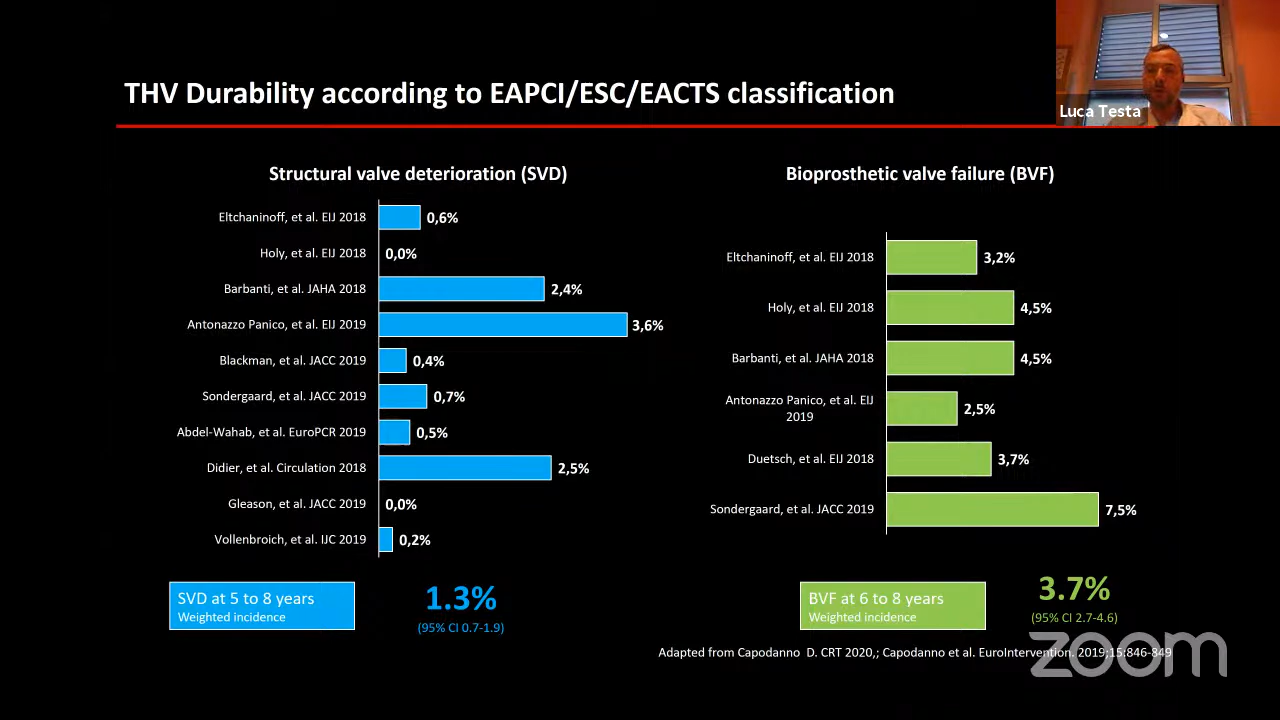 THV Durability according to EAPCI/ESC/EACTS classification
Luca Testa
Structural valve deterioration (SVD)
Eltchaninoff, et al. EIJ 2018 0,6%
Holy, et al. EIJ 2018 0,0%
Barbanti, et al. JAHA 2018 2,4%
Antonazzo Panico, et al. EIJ 2019 3,6%
Blackman, et al. JACC 2019 0,4%
Sondergaard, et al. JACC 2019 0,7%
Abdel-Wahab, et al. EuroPCR 2019 0,5%
Didier, et al. Circulation 2018 2,5%
Gleason, et al. JACC 2019 0,0%
Vollenbroich, et al. IJC 2019 0,2%
SVD at 5 to 8 years
Weighted incidence
1.3%
(95% CI 0.7-1.9)
Bioprosthetic valve failure (BVF)
Eltchaninoff, et al. EIJ 2018 3,2%
Holy, et al. EIJ 2018 4,5%
Barbanti, et al. JAHA 2018 4,5%
Antonazzo Panico, et al. EIJ
2019 2,5%
Duetsch, et al. EIJ 2018 3,7%
Sondergaard, et al. JACC 2019 7,5%
BVF at 6 to 8 years
Weighted incidence
3.7%
(95% CI 2.7-4.6)
Adapted from Capodanno D. CRT 2020,; Capodanno et al. EuroIntervention. 2019;15:846-849
zoom